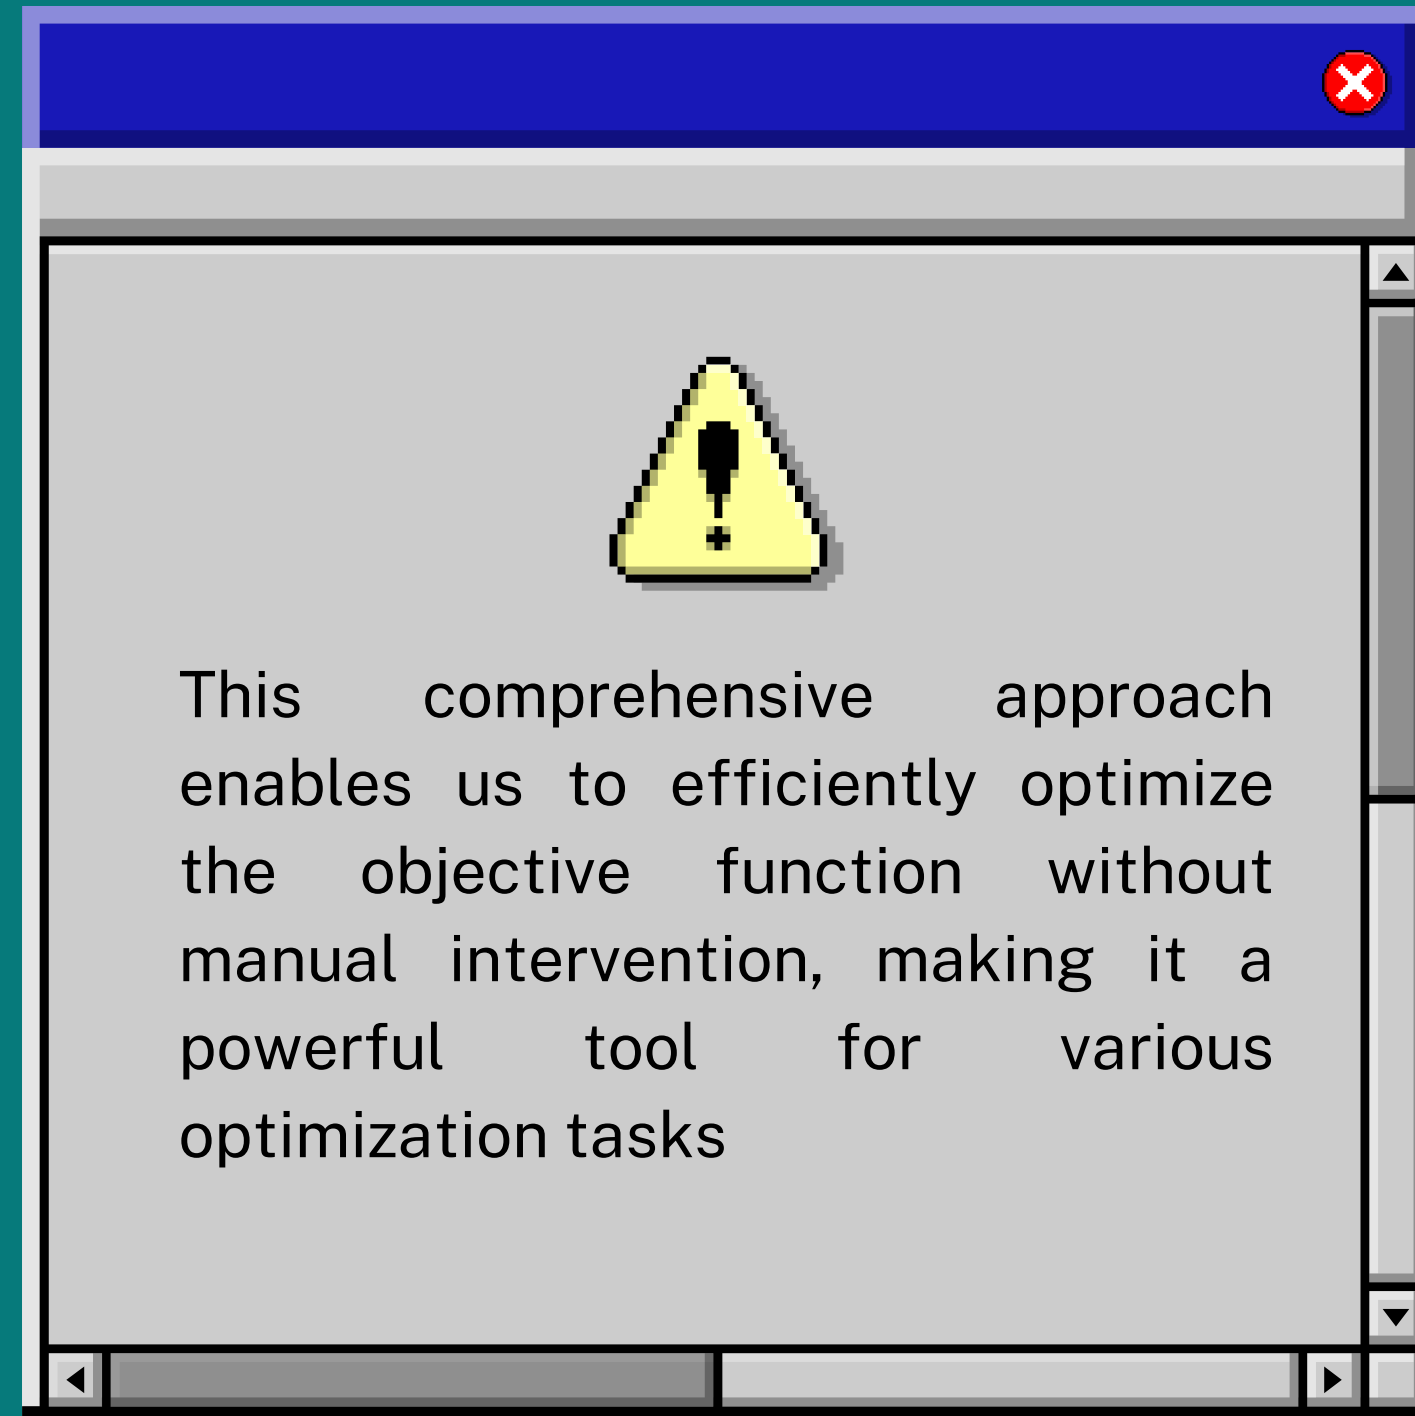 This comprehensive approach
enables us to efficiently optimize
the objective function without
manual intervention, making it a
powerful tool for various
optimization tasks